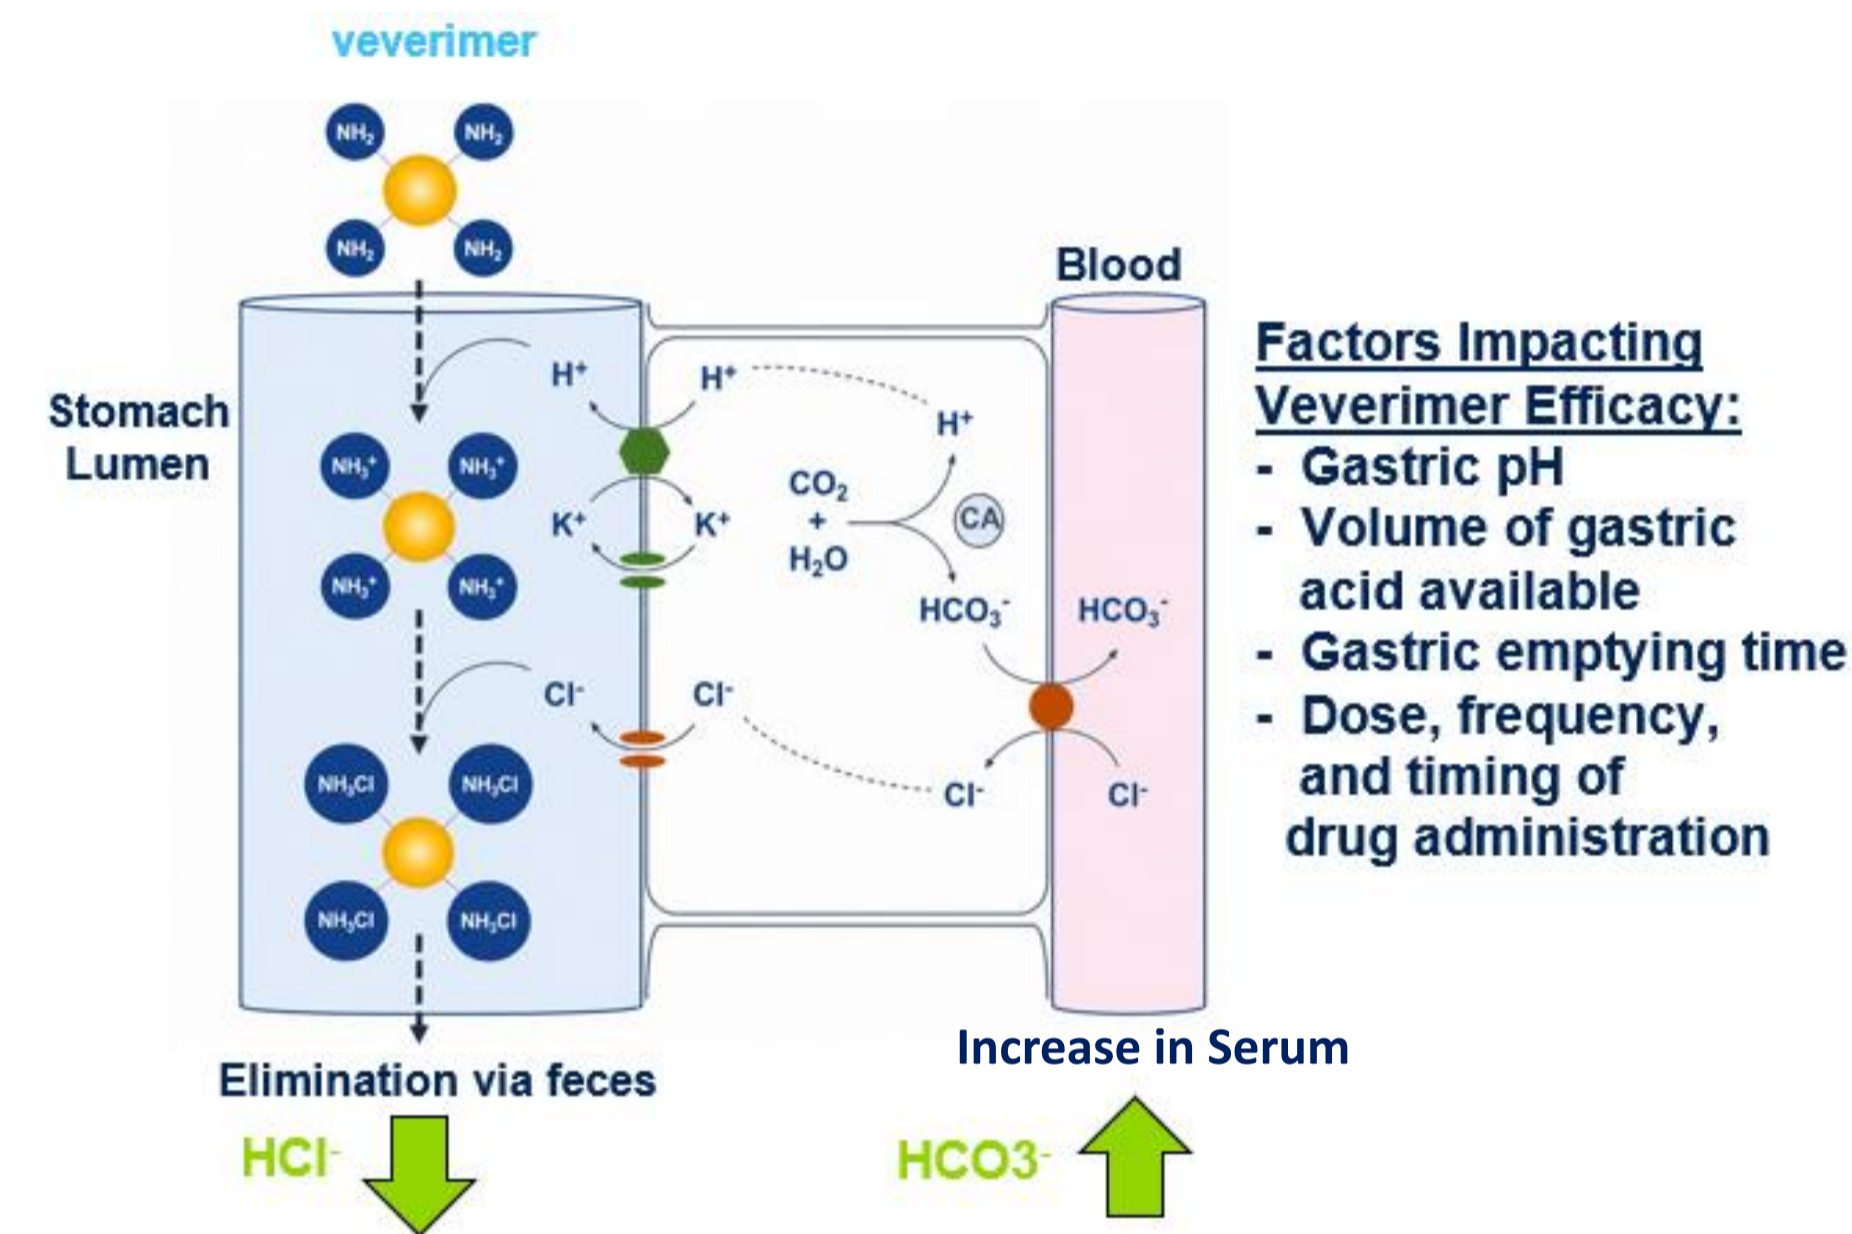 veverimer
NH₂ NH₂
NH₂ NH₂
Blood
Stomach
Lumen
H⁺ H⁺
H⁺
NH₃⁺ NH₃⁺
NH₃⁺ NH₃⁺
K⁺ K⁺
CO₂
+
H₂O
CA
HCO₃⁻ HCO₃⁻
Cl⁻ Cl⁻
Cl⁻ Cl⁻
NH₃Cl NH₃Cl
NH₃Cl NH₃Cl
Factors Impacting
Veverimer Efficacy:
- Gastric pH
- Volume of gastric
acid available
- Gastric emptying time
- Dose, frequency,
and timing of
drug administration
Elimination via feces
HCl⁻
Increase in Serum
HCO3⁻